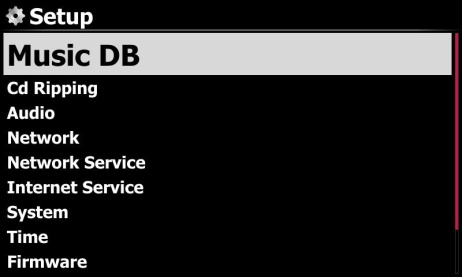 Setup
Music DB
Cd Ripping
Audio
Network
Network Service
Internet Service
System
Time
Firmware